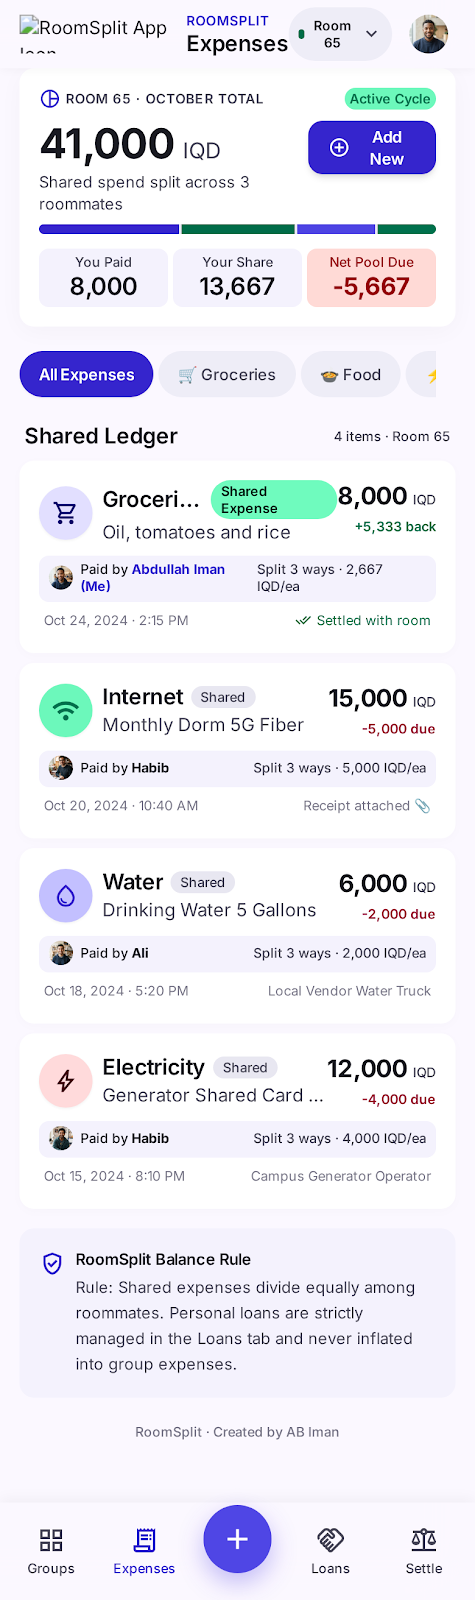 RoomSplit App
ROOMSPLIT
Expenses
Room
65
ROOM 65 · OCTOBER TOTAL
Active Cycle
41,000 IQD
Add
New
Shared spend split across 3
roommates
You Paid
8,000
Your Share
13,667
Net Pool Due
-5,667
All Expenses
🛒 Groceries
🍲 Food
⚡
Shared Ledger
4 items · Room 65
Groceri...
Shared
Expense
8,000 IQD
Oil, tomatoes and rice
+5,333 back
Paid by Abdullah Iman
(Me)
Split 3 ways · 2,667
IQD/ea
Oct 24, 2024 · 2:15 PM
Settled with room
Internet
Shared
15,000 IQD
Monthly Dorm 5G Fiber
-5,000 due
Paid by Habib
Split 3 ways · 5,000 IQD/ea
Oct 20, 2024 · 10:40 AM
Receipt attached 📎
Water
Shared
6,000 IQD
Drinking Water 5 Gallons
-2,000 due
Paid by Ali
Split 3 ways · 2,000 IQD/ea
Oct 18, 2024 · 5:20 PM
Local Vendor Water Truck
Electricity
Shared
12,000 IQD
Generator Shared Card ...
-4,000 due
Paid by Habib
Split 3 ways · 4,000 IQD/ea
Oct 15, 2024 · 8:10 PM
Campus Generator Operator
RoomSplit Balance Rule
Rule: Shared expenses divide equally among
roommates. Personal loans are strictly
managed in the Loans tab and never inflated
into group expenses.
RoomSplit · Created by AB Iman
Groups
Expenses
Loans
Settle